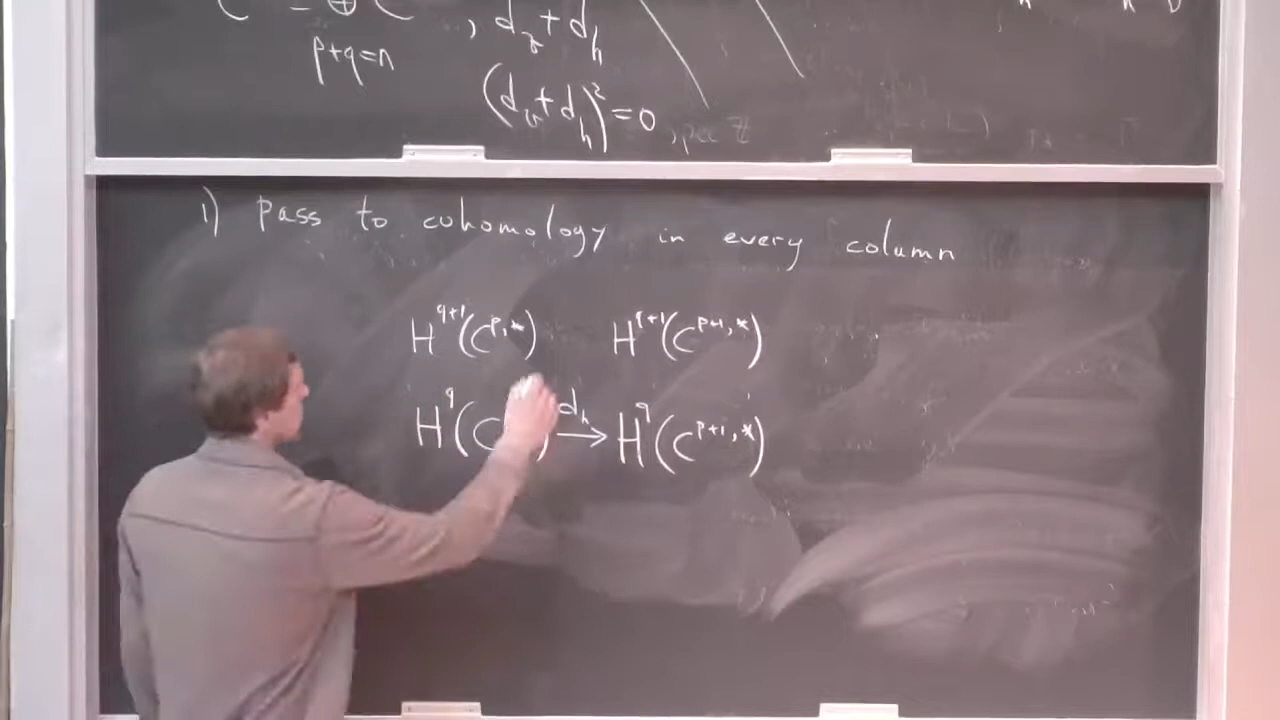 C = ⊕ C , d_v + d_h
p+q=n
(d_v + d_h)² = 0
1) pass to cohomology in every column
H^{q+1}(C^{p,*}) H^{q+1}(C^{p+1,*})
H^q(C ) →^{d_h} H^q(C^{p+1,*})